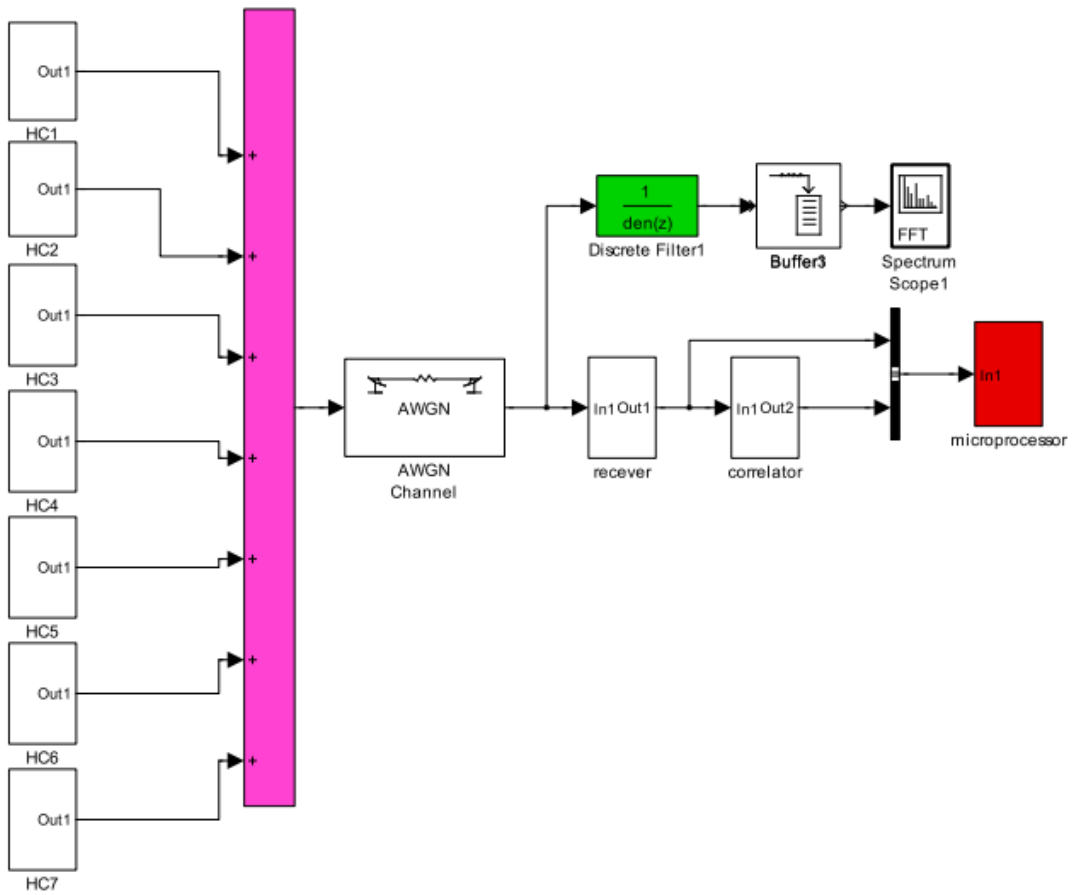 Out1
HC1
Out1
HC2
Out1
HC3
Out1
HC4
Out1
HC5
Out1
HC6
Out1
HC7
+
+
+
+
+
+
+
AWGN
AWGN
Channel
1
den(z)
Discrete Filter1
Buffer3
FFT
Spectrum
Scope1
In1 Out1
recever
In1 Out2
correlator
In1
microprocessor